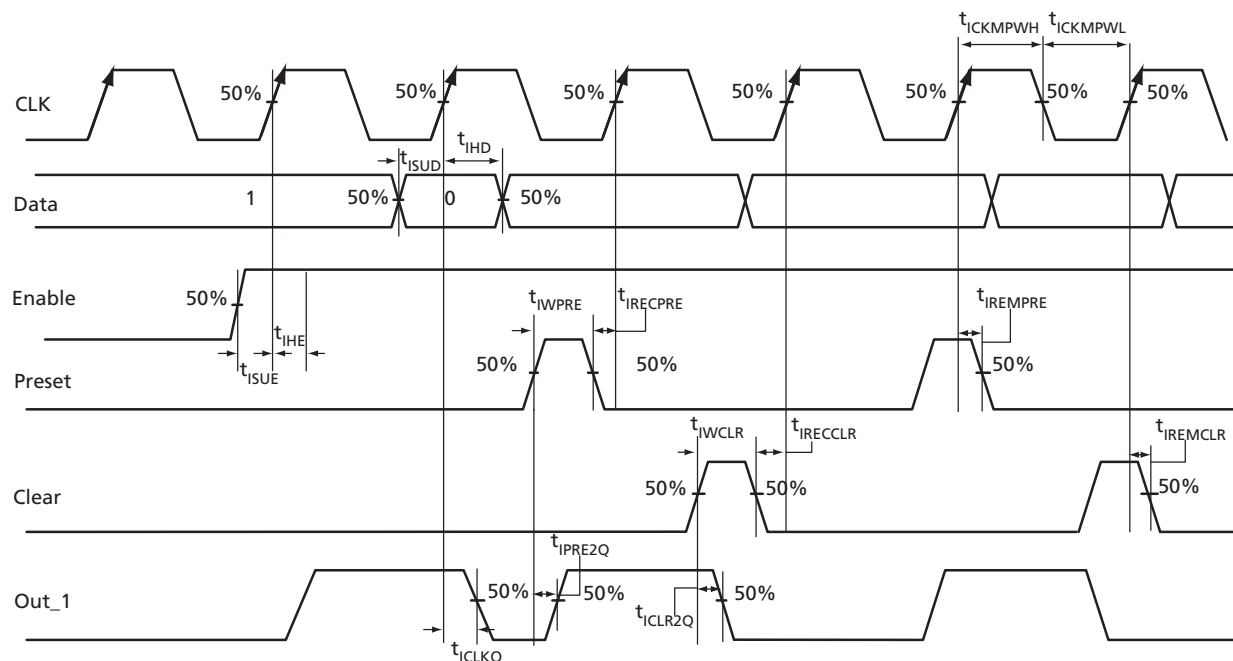 tICKMPWH tICKMPWL
CLK 50% 50% 50% 50% 50% 50% 50%
tISUD tIHD
Data 1 50% 0 50%
Enable 50% tIHE tISUE
tIWPRE tIRECPRE tIREMPRE
Preset 50% 50% 50%
tIWCLR tIRECCLR tIREMCLR
Clear 50% 50% 50%
tIPRE2Q
Out_1 50% 50% 50%
tICLR2Q
tICLKQ